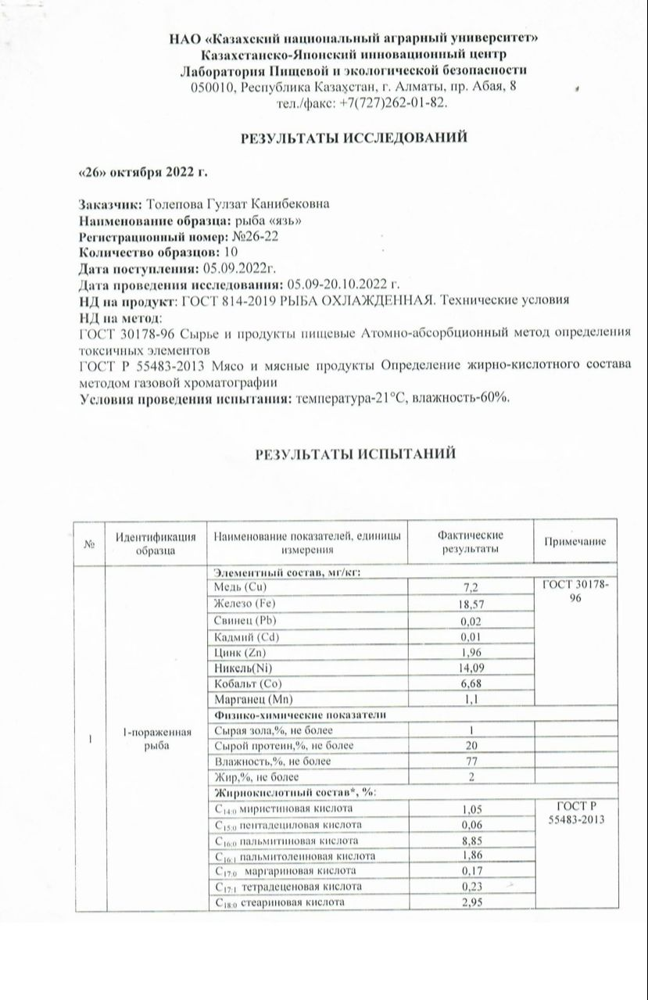 НАО «Казахский национальный аграрный университет»
Казахстанско-Японский инновационный центр
Лаборатория Пищевой и экологической безопасности
050010, Республика Казахстан, г. Алматы, пр. Абая, 8
тел./факс: +7(727)262-01-82.
РЕЗУЛЬТАТЫ ИССЛЕДОВАНИЙ
«26» октября 2022 г.
Заказчик: Толепова Гулзат Канибековна
Наименование образца: рыба «язь»
Регистрационный номер: №26-22
Количество образцов: 10
Дата поступления: 05.09.2022г.
Дата проведения исследования: 05.09-20.10.2022 г.
НД на продукт: ГОСТ 814-2019 РЫБА ОХЛАЖДЕННАЯ. Технические условия
НД на метод:
ГОСТ 30178-96 Сырье и продукты пищевые Атомно-абсорбционный метод определения
токсичных элементов
ГОСТ Р 55483-2013 Мясо и мясные продукты Определение жирно-кислотного состава
методом газовой хроматографии
Условия проведения испытания: температура-21°С, влажность-60%.
РЕЗУЛЬТАТЫ ИСПЫТАНИЙ
№ Идентификация образца Наименование показателей, единицы измерения Фактические результаты Примечание
1 1-пораженная рыба
Элементный состав, мг/кг:
Медь (Cu) 7,2 ГОСТ 30178-96
Железо (Fe) 18,57
Свинец (Pb) 0,02
Кадмий (Cd) 0,01
Цинк (Zn) 1,96
Никель(Ni) 14,09
Кобальт (Co) 6,68
Марганец (Mn) 1,1
Физико-химические показатели
Сырая зола,%, не более 1
Сырой протеин,%, не более 20
Влажность,%, не более 77
Жир,%, не более 2
Жирнокислотный состав*, %:
C14:0 миристиновая кислота 1,05 ГОСТ Р 55483-2013
C15:0 пентадециловая кислота 0,06
C16:0 пальмитиновая кислота 8,85
C16:1 пальмитолеиновая кислота 1,86
C17:0 маргариновая кислота 0,17
C17:1 тетрадеценовая кислота 0,23
C18:0 стеариновая кислота 2,95